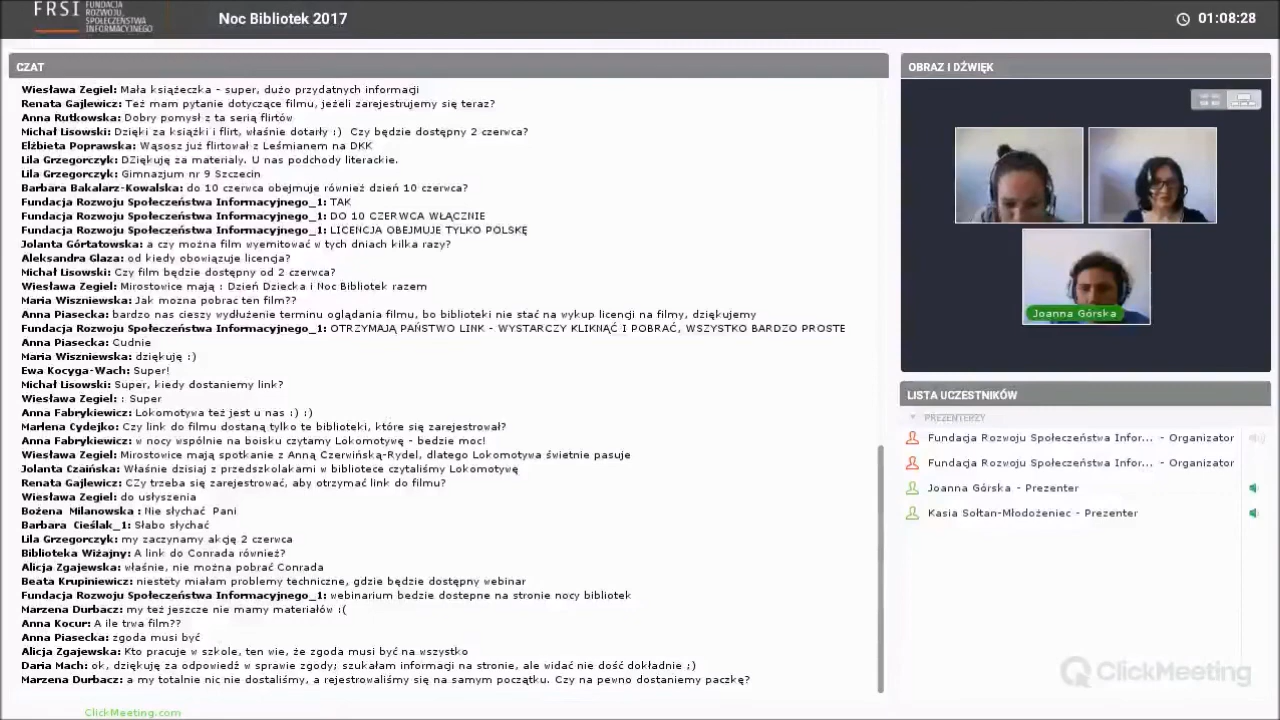 FRSI
FUNDACJA
ROZWOJU
SPOŁECZEŃSTWA
INFORMACYJNEGO
Noc Bibliotek 2017
01:08:28
CZAT
Wiesława Zegiel: Mała książeczka - super, dużo przydatnych informacji
Renata Gajlewicz: Też mam pytanie dotyczące filmu, jeżeli zarejestrujemy się teraz?
Anna Rutkowska: Dobry pomysł z ta serią flirtów
Michał Lisowski: Dzięki za książki i flirt, właśnie dotarły :) Czy będzie dostępny 2 czerwca?
Elżbieta Poprawska: Wąsosz już flirtował z Leśmianem na DKK
Lila Grzegorczyk: DZiękuję za materialy. U nas podchody literackie.
Lila Grzegorczyk: Gimnazjum nr 9 Szczecin
Barbara Bakalarz-Kowalska: do 10 czerwca obejmuje również dzień 10 czerwca?
Fundacja Rozwoju Społeczeństwa Informacyjnego_1: TAK
Fundacja Rozwoju Społeczeństwa Informacyjnego_1: DO 10 CZERWCA WŁĄCZNIE
Fundacja Rozwoju Społeczeństwa Informacyjnego_1: LICENCJA OBEJMUJE TYLKO POLSKĘ
Jolanta Górtatowska: a czy można film wyemitować w tych dniach kilka razy?
Aleksandra Glaza: od kiedy obowiązuje licencja?
Michał Lisowski: Czy film będzie dostępny od 2 czerwca?
Wiesława Zegiel: Mirostowice mają : Dzień Dziecka i Noc Bibliotek razem
Maria Wiszniewska: Jak mozna pobrac ten film??
Anna Piasecka: bardzo nas cieszy wydłużenie terminu oglądania filmu, bo biblioteki nie stać na wykup licencji na filmy, dziękujemy
Fundacja Rozwoju Społeczeństwa Informacyjnego_1: OTRZYMAJĄ PAŃSTWO LINK - WYSTARCZY KLIKNĄĆ I POBRAĆ, WSZYSTKO BARDZO PROSTE
Anna Piasecka: Cudnie
Maria Wiszniewska: dziękuję :)
Ewa Kocyga-Wach: Super!
Michał Lisowski: Super, kiedy dostaniemy link?
Wiesława Zegiel: : Super
Anna Fabrykiewicz: Lokomotywa też jest u nas :) :)
Marlena Cydejko: Czy link do filmu dostaną tylko te biblioteki, które się zarejestrował?
Anna Fabrykiewicz: w nocy wspólnie na boisku czytamy Lokomotywę - bedzie moc!
Wiesława Zegiel: Mirostowice mają spotkanie z Anną Czerwińską-Rydel, dlatego Lokomotywa świetnie pasuje
Jolanta Czaińska: Właśnie dzisiaj z przedszkolakami w bibliotece czytaliśmy Lokomotywę
Renata Gajlewicz: CZy trzeba się zarejestrować, aby otrzymać link do filmu?
Wiesława Zegiel: do usłyszenia
Bożena Milanowska : Nie słychać Pani
Barbara Cieślak_1: Słabo słychać
Lila Grzegorczyk: my zaczynamy akcję 2 czerwca
Biblioteka Wiżajny: A link do Conrada również?
Alicja Zgajewska: właśnie, nie można pobrać Conrada
Beata Krupiniewicz: niestety miałam problemy techniczne, gdzie będzie dostępny webinar
Fundacja Rozwoju Społeczeństwa Informacyjnego_1: webinarium bedzie dostepne na stronie nocy bibliotek
Marzena Durbacz: my też jeszcze nie mamy materiałów :(
Anna Kocur: A ile trwa film??
Anna Piasecka: zgoda musi być
Alicja Zgajewska: Kto pracuje w szkole, ten wie, że zgoda musi być na wszystko
Daria Mach: ok, dziękuję za odpowiedź w sprawie zgody; szukałam informacji na stronie, ale widać nie dość dokładnie ;)
Marzena Durbacz: a my totalnie nic nie dostaliśmy, a rejestrowaliśmy się na samym początku. Czy na pewno dostaniemy paczkę?
ClickMeeting.com
OBRAZ I DŹWIĘK
Joanna Górska
LISTA UCZESTNIKÓW
PREZENTERZY
Fundacja Rozwoju Społeczeństwa Infor... - Organizator
Fundacja Rozwoju Społeczeństwa Infor... - Organizator
Joanna Górska - Prezenter
Kasia Sołtan-Młodożeniec - Prezenter
ClickMeeting